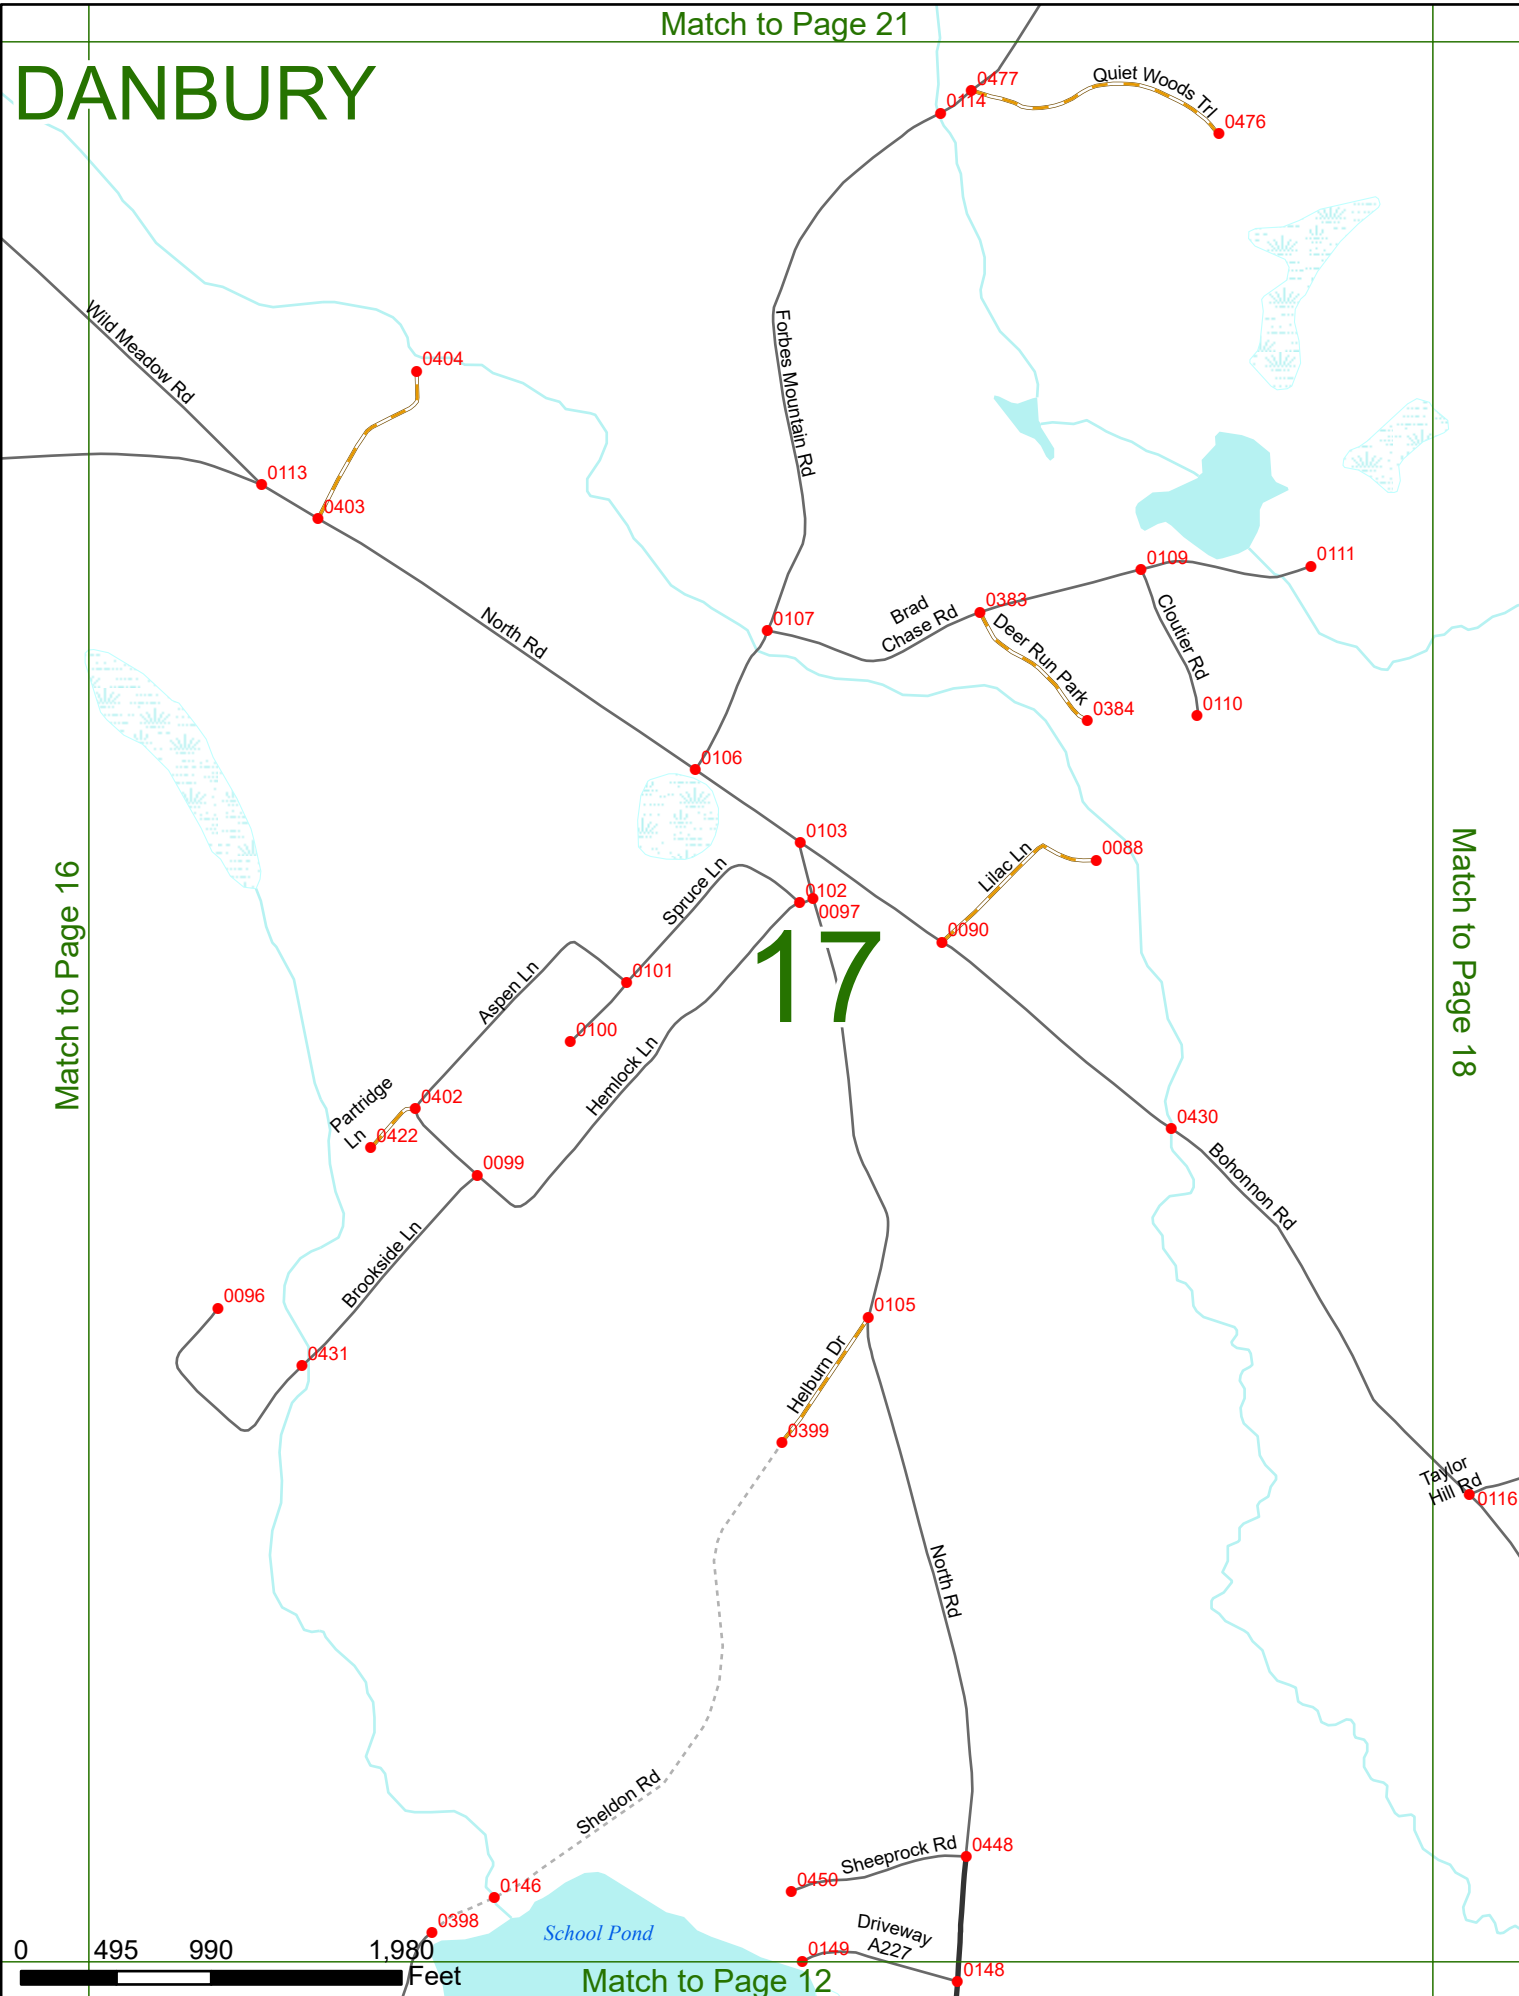 Match to Page 21
DANBURY
0477
Quiet Woods Trl
0114
0476
Wild Meadow Rd
Forbes Mountain Rd
0404
0113
0403
0109
0111
North Rd
0107
Brad
Chase Rd
0383
Deer Run Park
Cloutier Rd
0384
0110
0106
0103
Lilac Ln
0088
Match to Page 16
Match to Page 18
Spruce Ln
0102
0097
0090
17
Aspen Ln
0101
0100
Hemlock Ln
Partridge
Ln
0402
0422
0099
0430
Bohonnon Rd
Brookside Ln
0096
0105
0431
Helburn Dr
0399
Taylor
Hill Rd
0116
North Rd
Sheldon Rd
Sheeprock Rd
0448
0450
0146
0398
School Pond
Driveway
A227
0149
0148
0 495 990 1,980
Feet
Match to Page 12